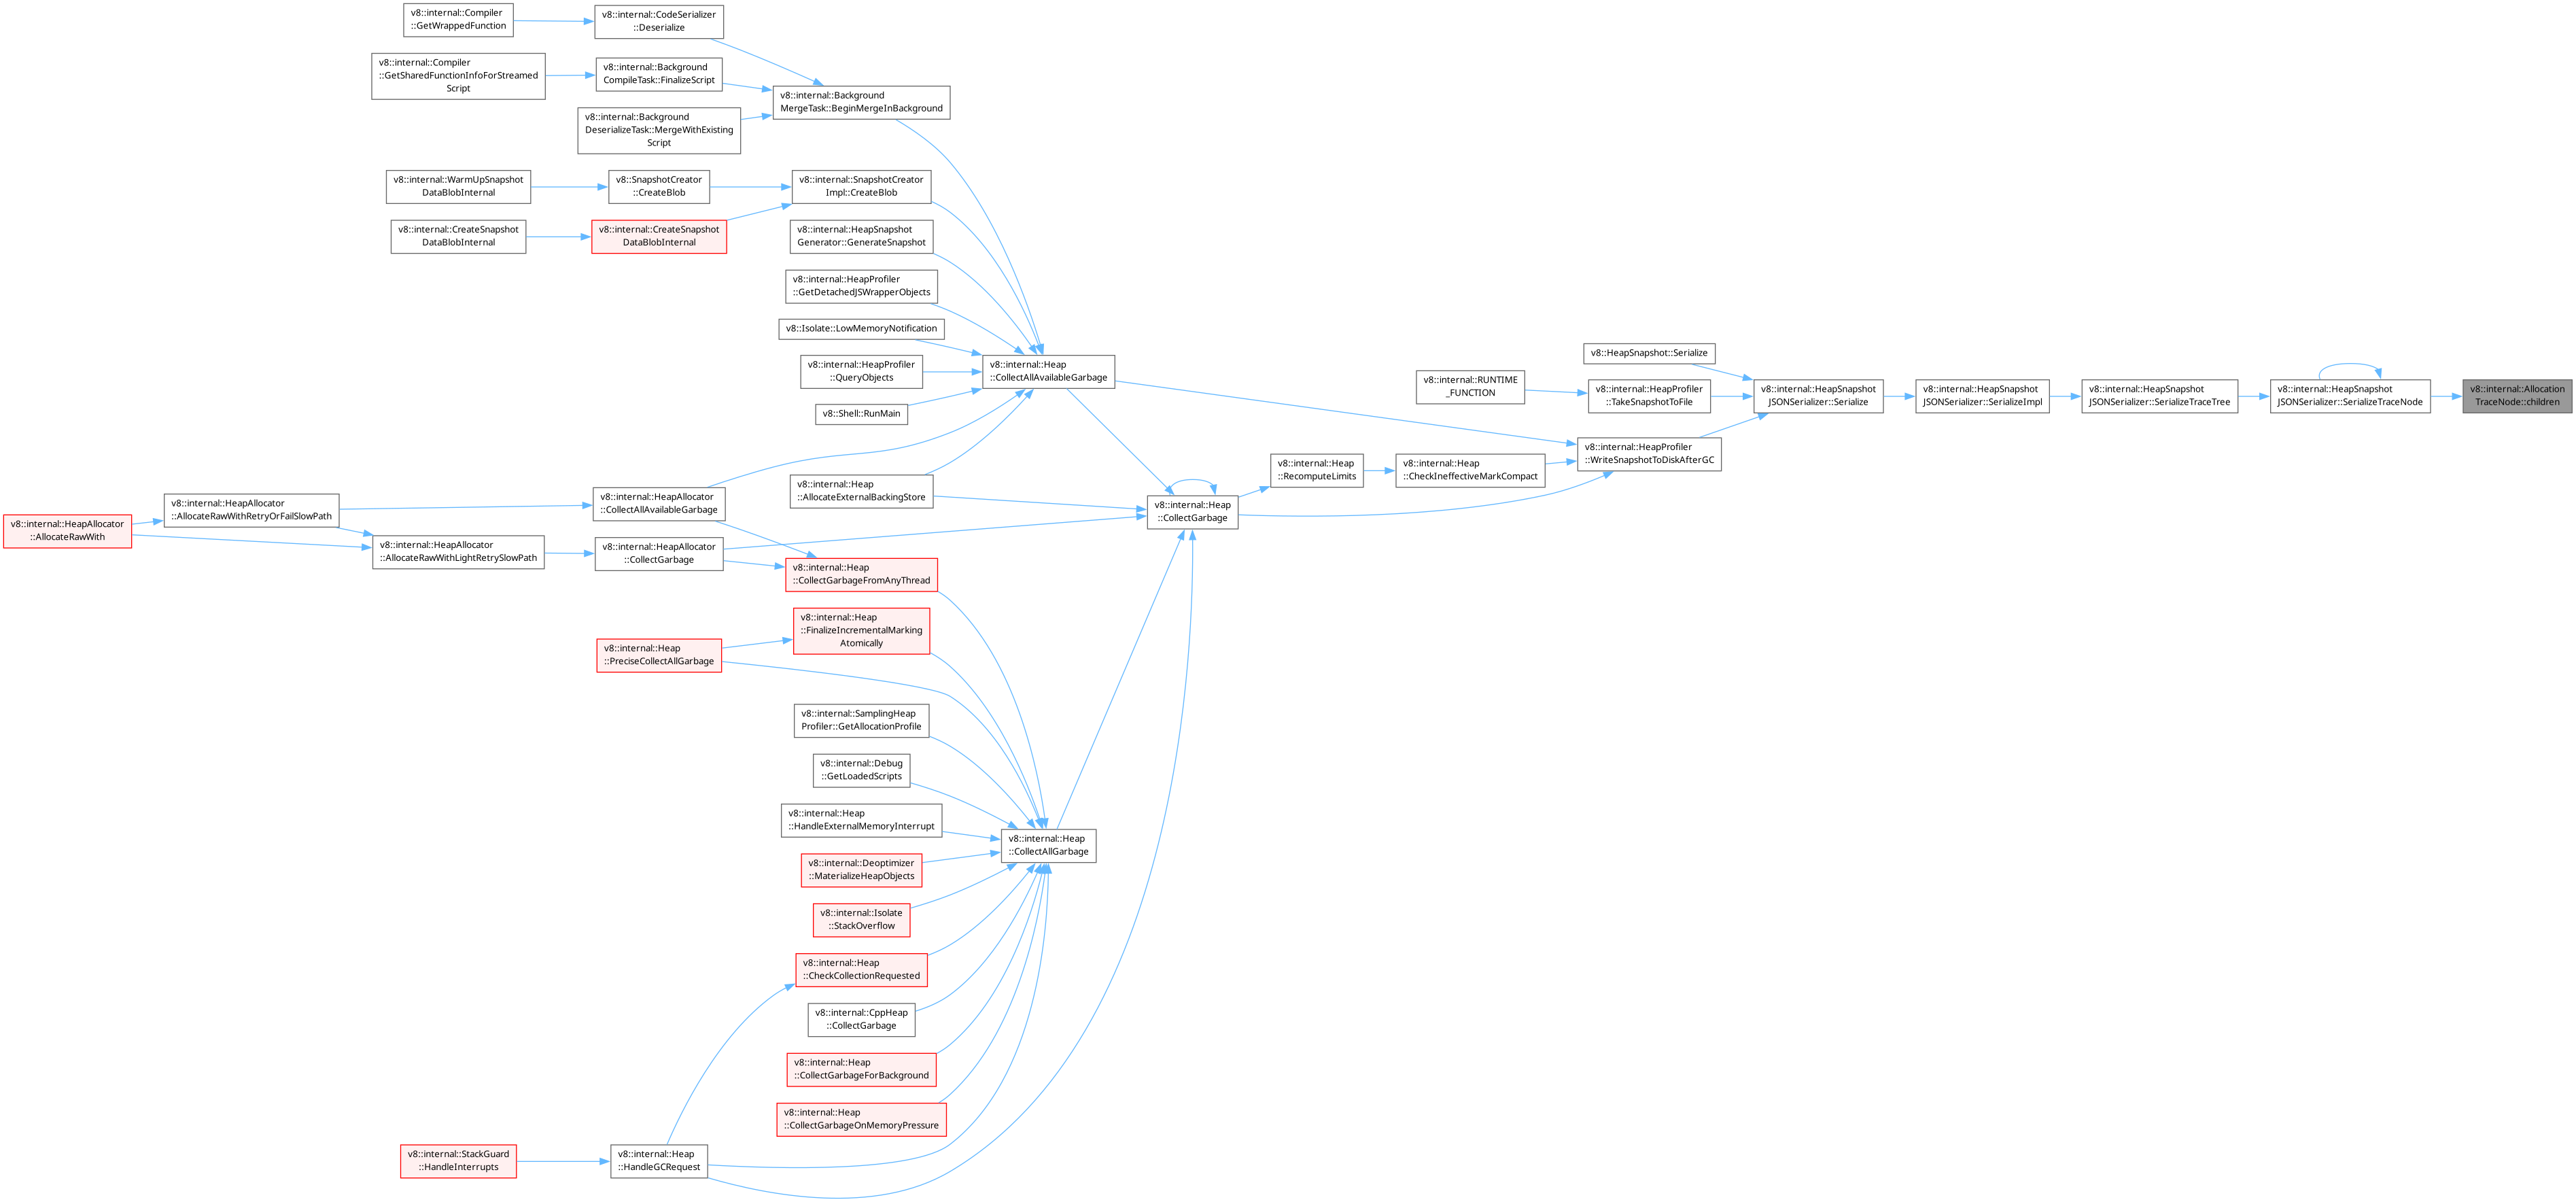 v8::internal::Compiler
::GetWrappedFunction
v8::internal::CodeSerializer
::Deserialize
v8::internal::Compiler
::GetSharedFunctionInfoForStreamed
Script
v8::internal::Background
CompileTask::FinalizeScript
v8::internal::Background
MergeTask::BeginMergeInBackground
v8::internal::Background
DeserializeTask::MergeWithExisting
Script
v8::internal::WarmUpSnapshot
DataBlobInternal
v8::SnapshotCreator
::CreateBlob
v8::internal::SnapshotCreator
Impl::CreateBlob
v8::internal::CreateSnapshot
DataBlobInternal
v8::internal::CreateSnapshot
DataBlobInternal
v8::internal::HeapSnapshot
Generator::GenerateSnapshot
v8::internal::HeapProfiler
::GetDetachedJSWrapperObjects
v8::Isolate::LowMemoryNotification
v8::internal::HeapProfiler
::QueryObjects
v8::internal::Heap
::CollectAllAvailableGarbage
v8::Shell::RunMain
v8::HeapSnapshot::Serialize
v8::internal::RUNTIME
_FUNCTION
v8::internal::HeapProfiler
::TakeSnapshotToFile
v8::internal::HeapSnapshot
JSONSerializer::Serialize
v8::internal::HeapSnapshot
JSONSerializer::SerializeImpl
v8::internal::HeapSnapshot
JSONSerializer::SerializeTraceTree
v8::internal::HeapSnapshot
JSONSerializer::SerializeTraceNode
v8::internal::Allocation
TraceNode::children
v8::internal::HeapProfiler
::WriteSnapshotToDiskAfterGC
v8::internal::Heap
::RecomputeLimits
v8::internal::Heap
::CheckIneffectiveMarkCompact
v8::internal::Heap
::AllocateExternalBackingStore
v8::internal::Heap
::CollectGarbage
v8::internal::HeapAllocator
::AllocateRawWith
v8::internal::HeapAllocator
::AllocateRawWithRetryOrFailSlowPath
v8::internal::HeapAllocator
::CollectAllAvailableGarbage
v8::internal::HeapAllocator
::AllocateRawWithLightRetrySlowPath
v8::internal::HeapAllocator
::CollectGarbage
v8::internal::Heap
::CollectGarbageFromAnyThread
v8::internal::Heap
::FinalizeIncrementalMarking
Atomically
v8::internal::Heap
::PreciseCollectAllGarbage
v8::internal::SamplingHeap
Profiler::GetAllocationProfile
v8::internal::Debug
::GetLoadedScripts
v8::internal::Heap
::HandleExternalMemoryInterrupt
v8::internal::Heap
::CollectAllGarbage
v8::internal::Deoptimizer
::MaterializeHeapObjects
v8::internal::Isolate
::StackOverflow
v8::internal::Heap
::CheckCollectionRequested
v8::internal::CppHeap
::CollectGarbage
v8::internal::Heap
::CollectGarbageForBackground
v8::internal::Heap
::CollectGarbageOnMemoryPressure
v8::internal::StackGuard
::HandleInterrupts
v8::internal::Heap
::HandleGCRequest